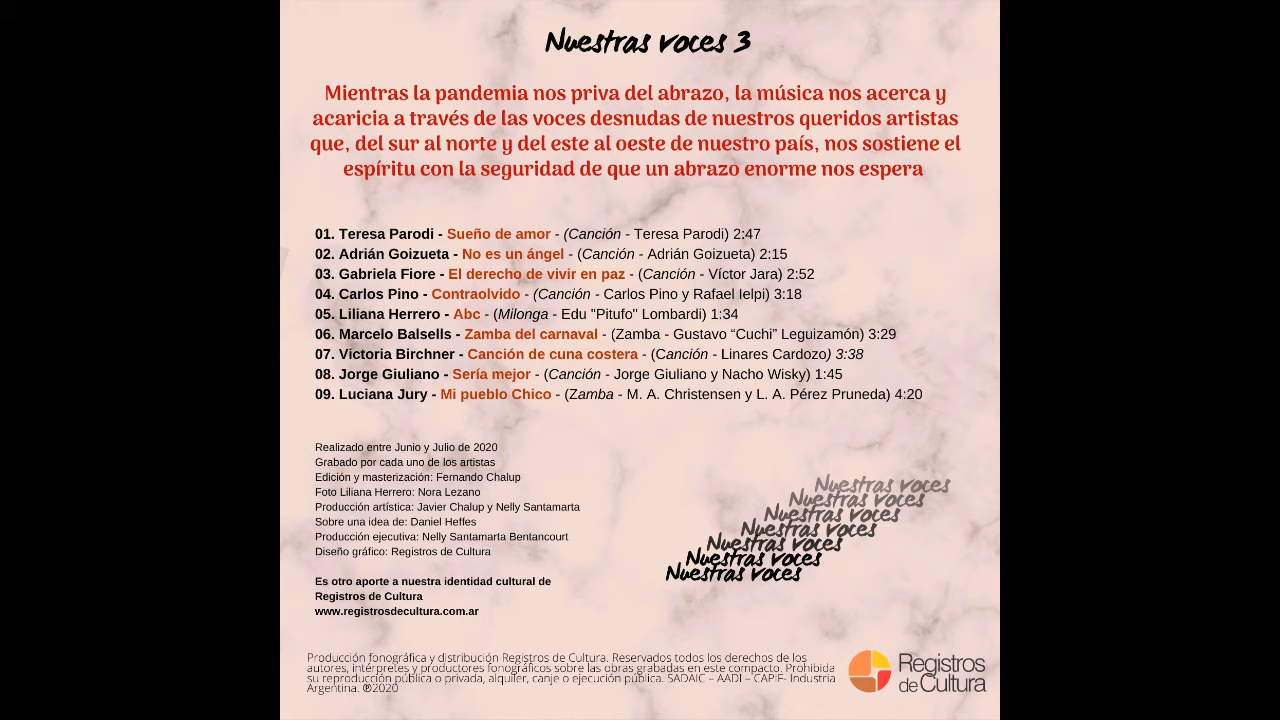 Nuestras voces 3
Mientras la pandemia nos priva del abrazo, la música nos acerca y
acaricia a través de las voces desnudas de nuestros queridos artistas
que, del sur al norte y del este al oeste de nuestro país, nos sostiene el
espíritu con la seguridad de que un abrazo enorme nos espera
01. Teresa Parodi - Sueño de amor - (Canción - Teresa Parodi) 2:47
02. Adrián Goizueta - No es un ángel - (Canción - Adrián Goizueta) 2:15
03. Gabriela Fiore - El derecho de vivir en paz - (Canción - Víctor Jara) 2:52
04. Carlos Pino - Contraolvido - (Canción - Carlos Pino y Rafael Ielpi) 3:18
05. Liliana Herrero - Abc - (Milonga - Edu "Pitufo" Lombardi) 1:34
06. Marcelo Balsells - Zamba del carnaval - (Zamba - Gustavo “Cuchi” Leguizamón) 3:29
07. Victoria Birchner - Canción de cuna costera - (Canción - Linares Cardozo) 3:38
08. Jorge Giuliano - Sería mejor - (Canción - Jorge Giuliano y Nacho Wisky) 1:45
09. Luciana Jury - Mi pueblo Chico - (Zamba - M. A. Christensen y L. A. Pérez Pruneda) 4:20
Realizado entre Junio y Julio de 2020
Grabado por cada uno de los artistas
Edición y masterización: Fernando Chalup
Foto Liliana Herrero: Nora Lezano
Producción artística: Javier Chalup y Nelly Santamarta
Sobre una idea de: Daniel Heffes
Producción ejecutiva: Nelly Santamarta Bentancourt
Diseño gráfico: Registros de Cultura
Es otro aporte a nuestra identidad cultural de
Registros de Cultura
www.registrosdecultura.com.ar
Nuestras voces
Nuestras voces
Nuestras voces
Nuestras voces
Nuestras voces
Nuestras voces
Nuestras voces
Producción fonográfica y distribución Registros de Cultura. Reservados todos los derechos de los
autores, intérpretes y productores fonográficos sobre las obras grabadas en este compacto. Prohibida
su reproducción pública o privada, alquiler, canje o ejecución pública. SADAIC – AADI – CAPIF- Industria
Argentina. ℗2020
Registros
de Cultura